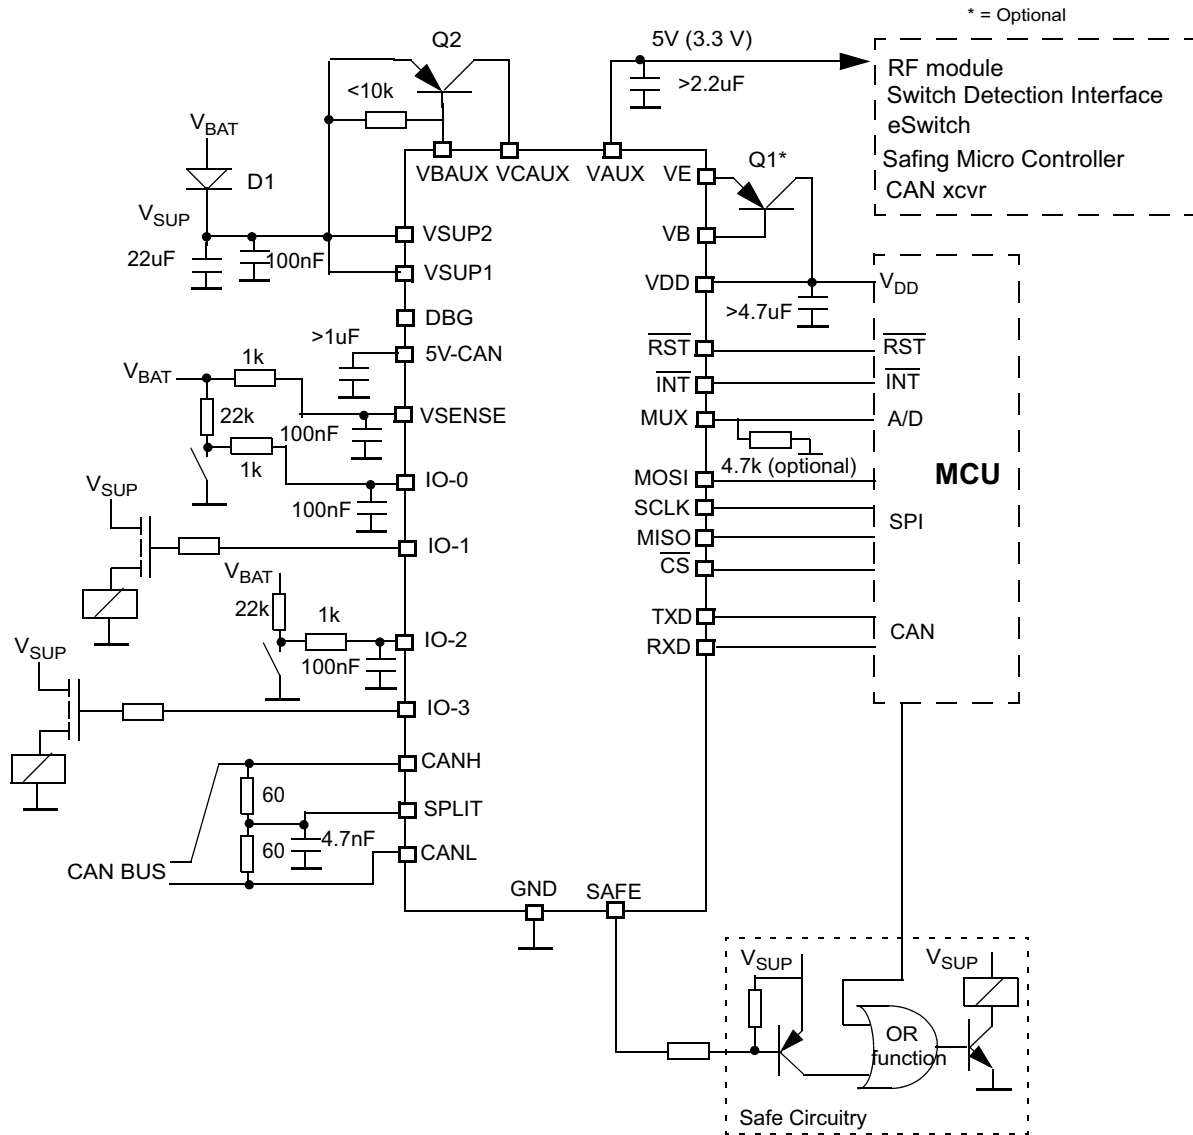 * = Optional
Q2
5V (3.3 V)
RF module
Switch Detection Interface
eSwitch
Safing Micro Controller
CAN xcvr
>2.2uF
<10k
VBAT
D1
VSUP
22uF
100nF
VBAUX
VCAUX
VAUX
VE
Q1*
VB
VDD
VDD
>4.7uF
VSUP2
VSUP1
DBG
>1uF
5V-CAN
RST
RST
INT
INT
VBAT
1k
22k
1k
100nF
VSENSE
MUX
A/D
4.7k (optional)
MCU
IO-0
100nF
MOSI
SCLK
SPI
MISO
CS
VSUP
IO-1
VBAT
22k
1k
100nF
IO-2
TXD
CAN
RXD
VSUP
IO-3
CANH
60
SPLIT
4.7nF
60
CANL
CAN BUS
GND
SAFE
VSUP
VSUP
OR
function
Safe Circuitry